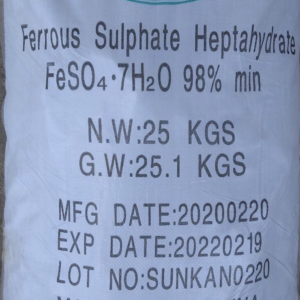 Ferrous Sulphate Heptahydrate
FeSO₄·7H₂O 98% min
N.W:25 KGS
G.W:25.1 KGS
MFG DATE:20200220
EXP DATE:20220219
LOT NO:SUNKAN0220